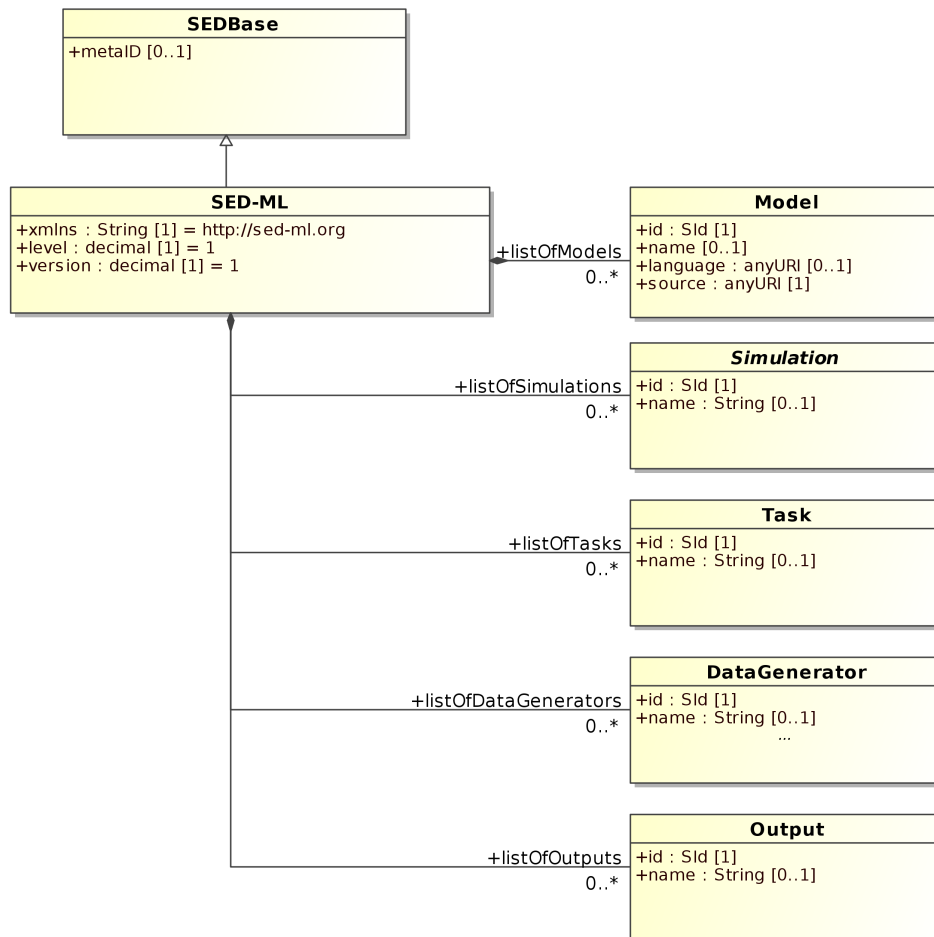 SEDBase
+metaID [0..1]
SED-ML
+xmlns : String [1] = http://sed-ml.org
+level : decimal [1] = 1
+version : decimal [1] = 1
+listOfModels
0..*
Model
+id : SId [1]
+name [0..1]
+language : anyURI [0..1]
+source : anyURI [1]
+listOfSimulations
0..*
Simulation
+id : SId [1]
+name : String [0..1]
+listOfTasks
0..*
Task
+id : SId [1]
+name : String [0..1]
+listOfDataGenerators
0..*
DataGenerator
+id : SId [1]
+name : String [0..1]
...
+listOfOutputs
0..*
Output
+id : SId [1]
+name : String [0..1]